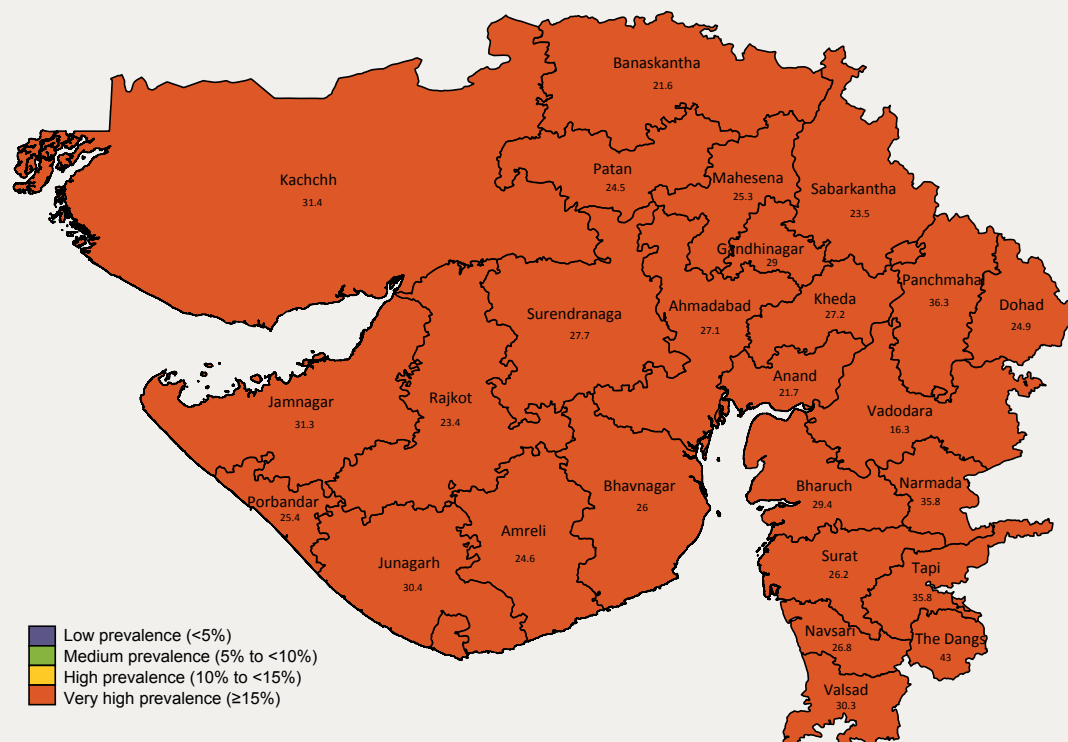 Banaskantha
21.6
Patan
24.5
Mahesena
25.3
Sabarkantha
23.5
Kachchh
31.4
Gandhinagar
29
Panchmahal
36.3
Dohad
24.9
Surendranaga
27.7
Ahmadabad
27.1
Kheda
27.2
Anand
21.7
Jamnagar
31.3
Rajkot
23.4
Vadodara
16.3
Porbandar
25.4
Bhavnagar
26
Bharuch
29.4
Narmada
35.8
Amreli
24.6
Junagarh
30.4
Surat
26.2
Tapi
35.8
Navsari
26.8
The Dangs
43
Valsad
30.3
Low prevalence (<5%)
Medium prevalence (5% to <10%)
High prevalence (10% to <15%)
Very high prevalence (≥15%)